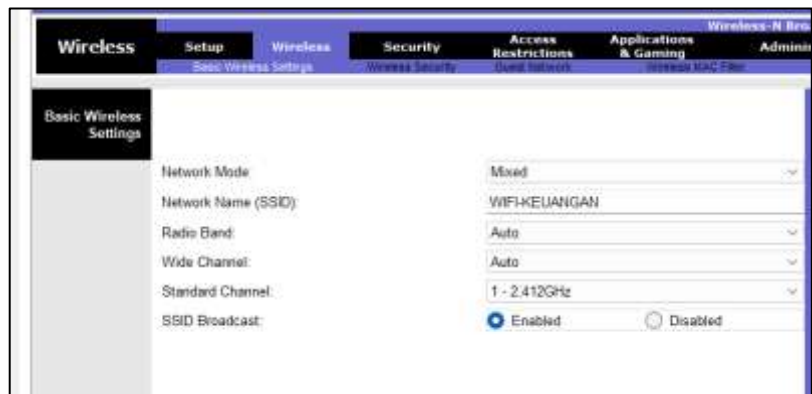 Wireless-N Bro
Wireless Setup Wireless Security Access Restrictions Applications & Gaming Admini
Basic Wireless Settings Wireless Security Guest Network Wireless MAC Filter
Basic Wireless Settings
Network Mode: Mixed
Network Name (SSID): WIFI-KEUANGAN
Radio Band: Auto
Wide Channel: Auto
Standard Channel: 1 - 2.412GHz
SSID Broadcast: Enabled Disabled